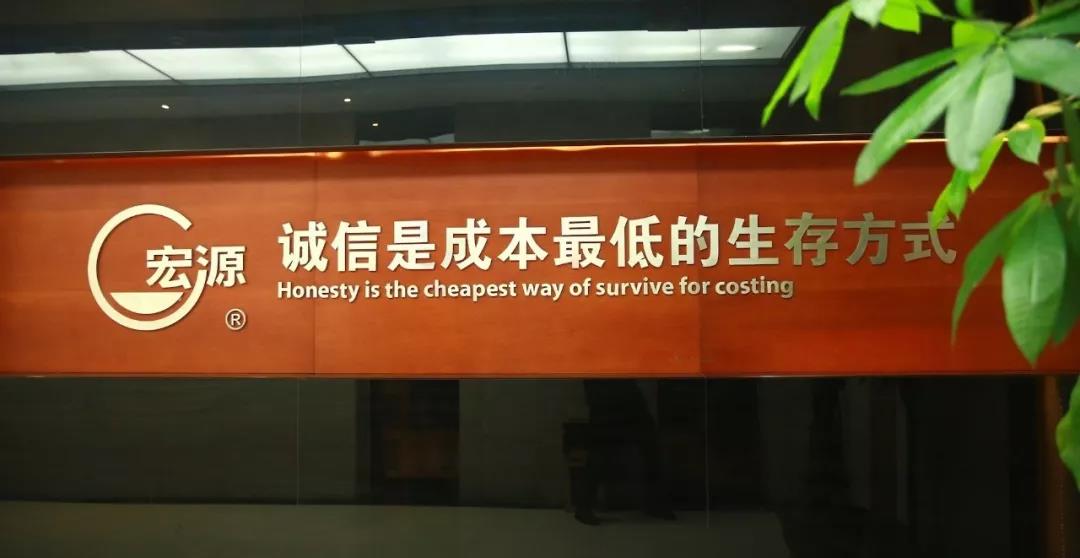 宏源
®
诚信是成本最低的生存方式
Honesty is the cheapest way of survive for costing